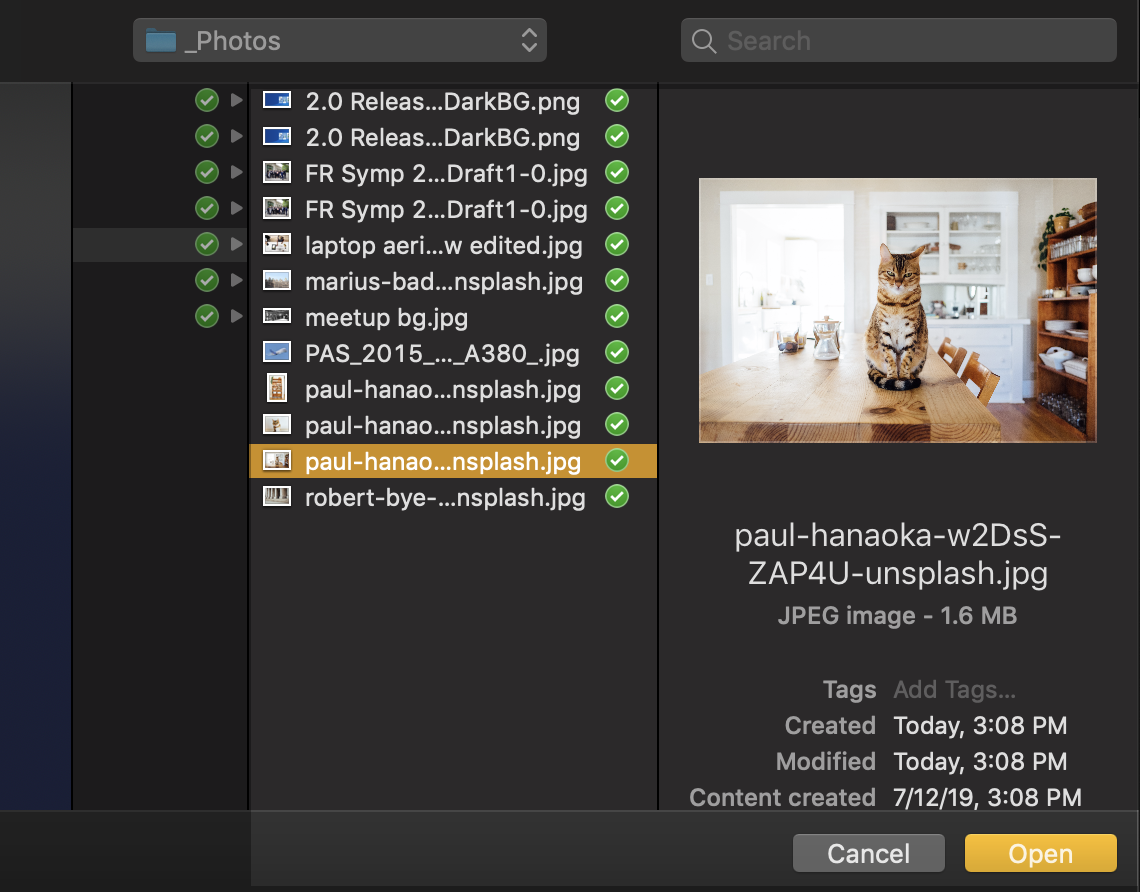 _Photos
Search
2.0 Releas...DarkBG.png
2.0 Releas...DarkBG.png
FR Symp 2...Draft1-0.jpg
FR Symp 2...Draft1-0.jpg
laptop aeri...w edited.jpg
marius-bad...nsplash.jpg
meetup bg.jpg
PAS_2015_..._A380_.jpg
paul-hanao...nsplash.jpg
paul-hanao...nsplash.jpg
paul-hanao...nsplash.jpg
robert-bye-...nsplash.jpg
paul-hanaoka-w2DsS-
ZAP4U-unsplash.jpg
JPEG image - 1.6 MB
Tags Add Tags...
Created Today, 3:08 PM
Modified Today, 3:08 PM
Content created 7/12/19, 3:08 PM
Cancel
Open